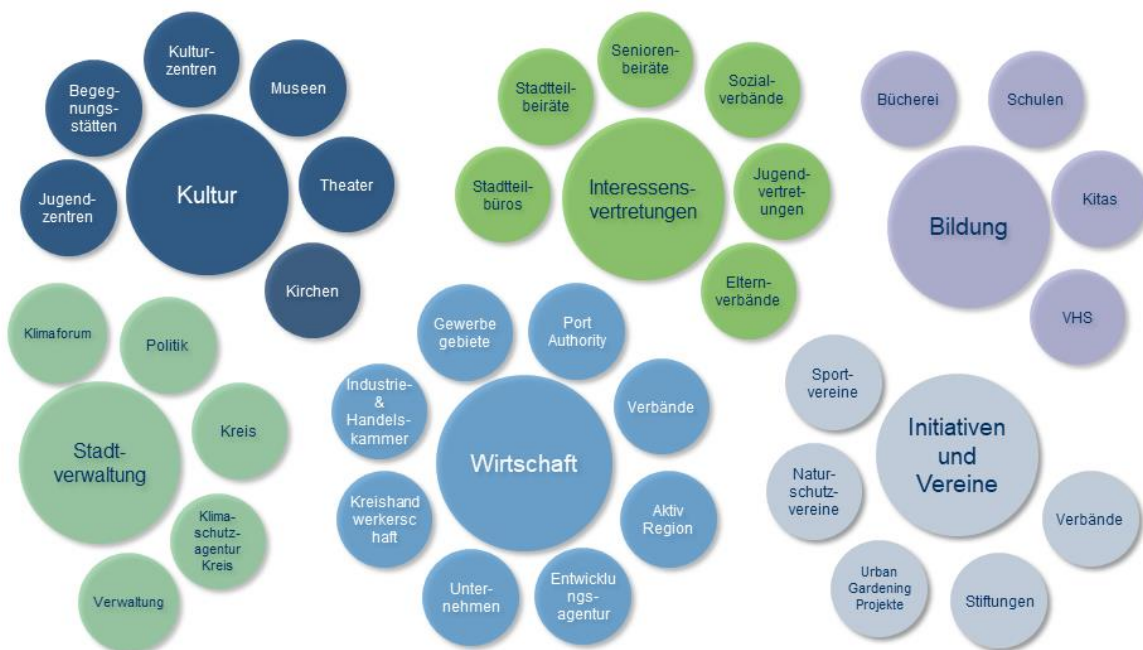 Kultur-
zentren
Begeg-
nungs-
stätten
Museen
Jugend-
zentren
Kultur
Theater
Kirchen
Senioren-
beiräte
Stadtteil-
beiräte
Sozial-
verbände
Stadtteil-
büros
Interessens-
vertretungen
Jugend-
vertret-
ungen
Eltern-
verbände
Bücherei
Schulen
Bildung
Kitas
VHS
Klimaforum
Politik
Stadt-
verwaltung
Kreis
Klima-
schutz-
agentur
Kreis
Verwaltung
Gewerbe
gebiete
Port
Authority
Industrie-
&
Handels-
kammer
Verbände
Wirtschaft
Kreishand
werkersc
haft
Aktiv
Region
Unter-
nehmen
Entwicklu
ngs-
agentur
Sport-
vereine
Initiativen
und
Vereine
Natur-
schutz-
vereine
Verbände
Urban
Gardening
Projekte
Stiftungen